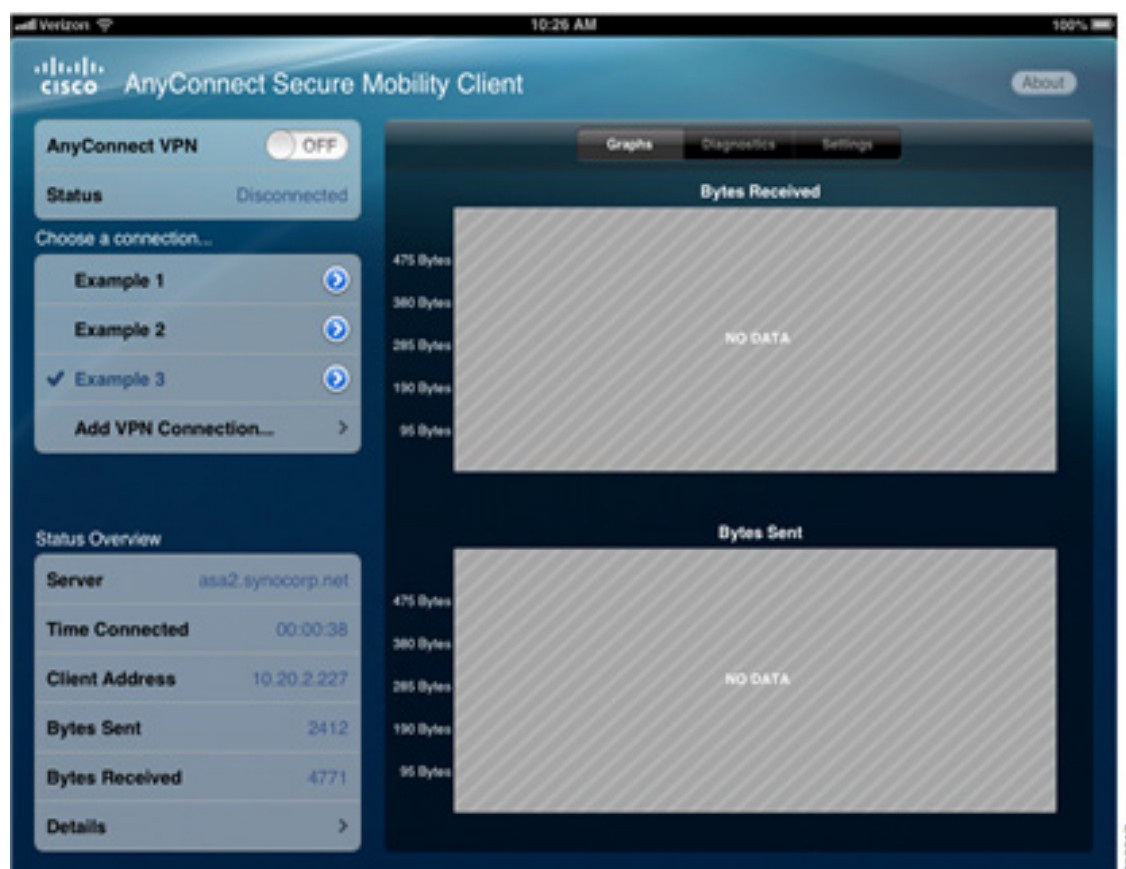 Verizon 10:26 AM 100%
CISCO AnyConnect Secure Mobility Client About
AnyConnect VPN OFF
Status Disconnected
Choose a connection...
Example 1
Example 2
Example 3
Add VPN Connection...
Status Overview
Server asa2.synocorp.net
Time Connected 00:00:38
Client Address 10.20.2.227
Bytes Sent 2412
Bytes Received 4771
Details
Graphs Diagnostics Settings
Bytes Received
475 Bytes
380 Bytes
285 Bytes
190 Bytes
95 Bytes
NO DATA
Bytes Sent
475 Bytes
380 Bytes
285 Bytes
190 Bytes
95 Bytes
NO DATA